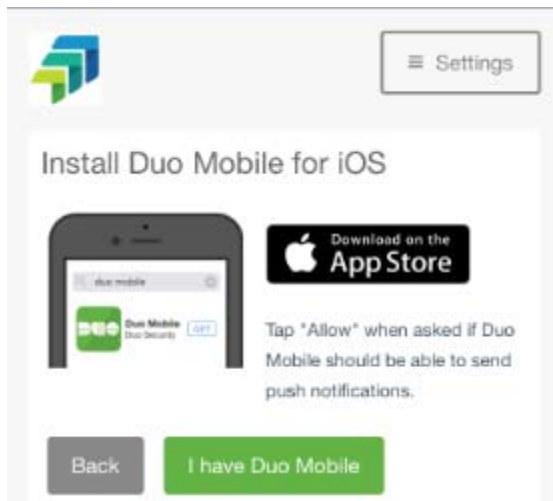 ≡ Settings
Install Duo Mobile for iOS
duo mobile
Duo Mobile
Duo Security
GET
Download on the
App Store
Tap "Allow" when asked if Duo
Mobile should be able to send
push notifications.
Back
I have Duo Mobile